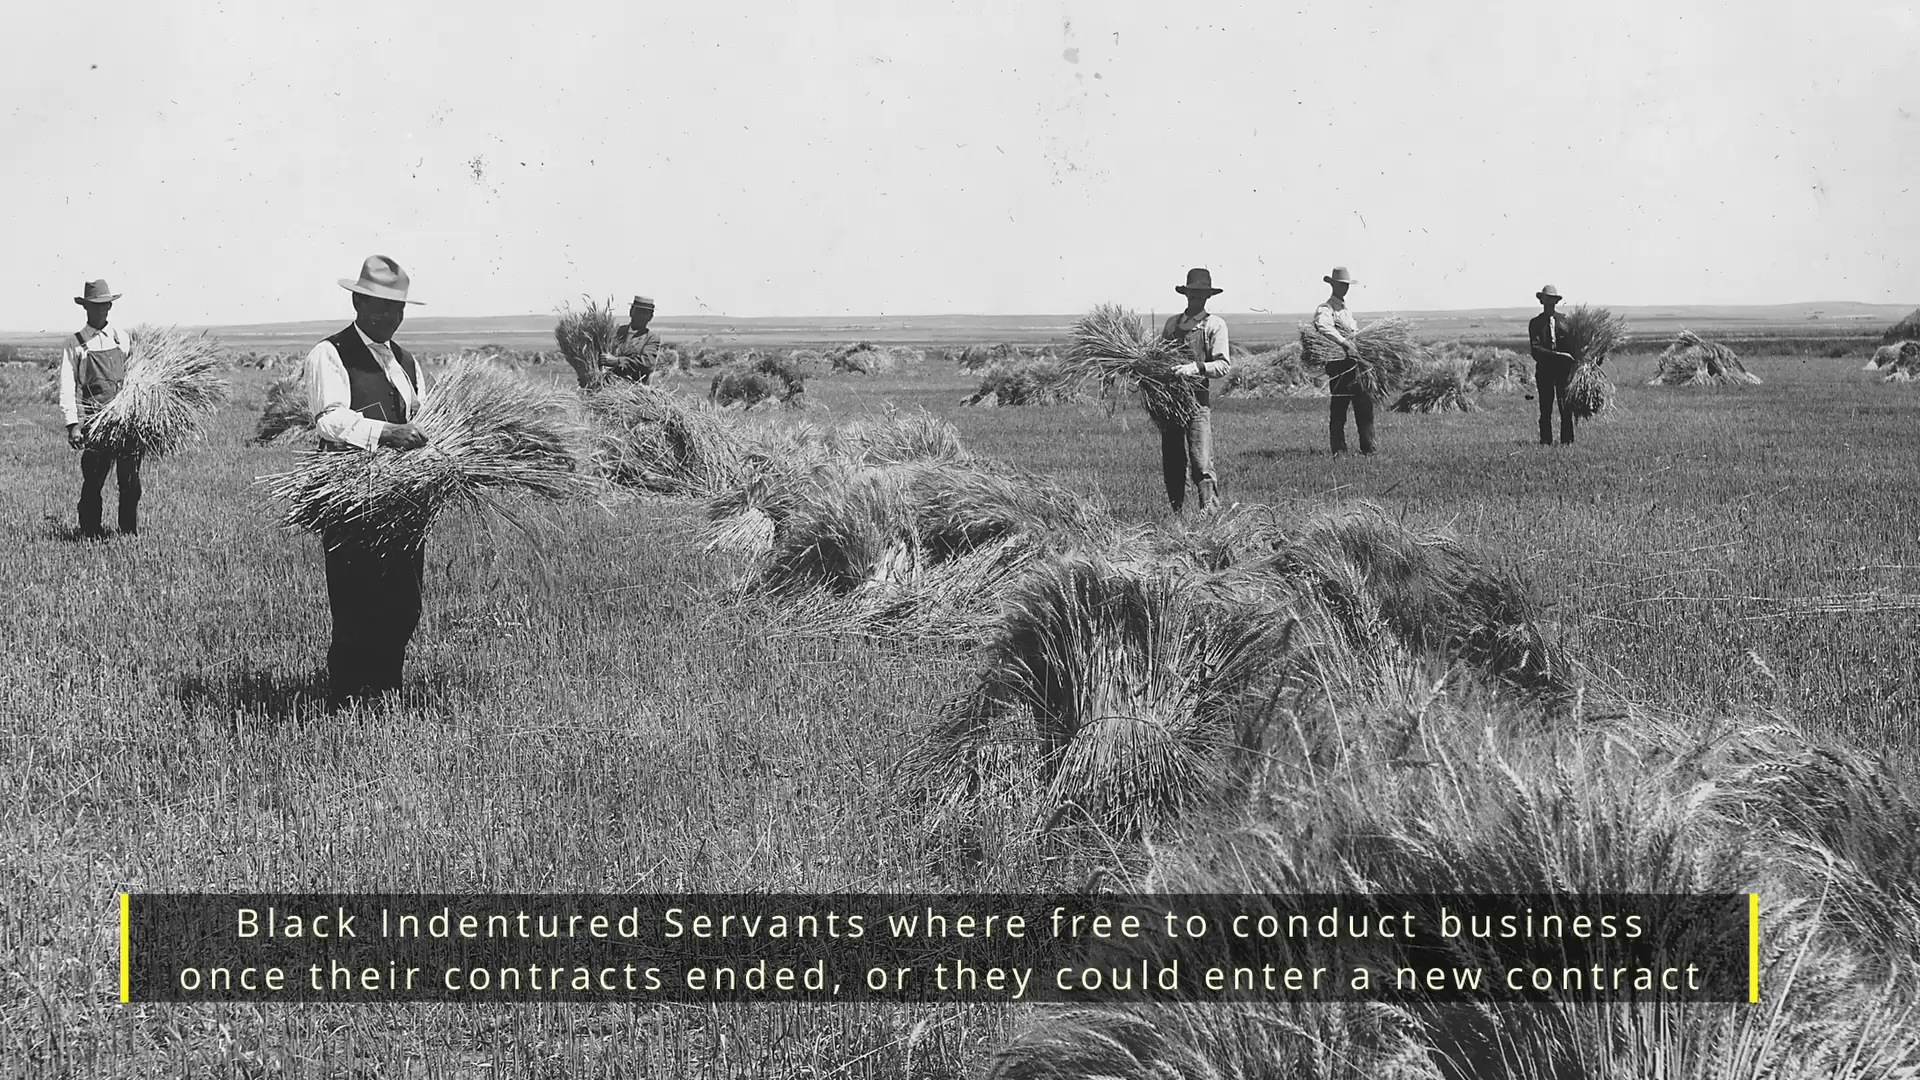 Black Indentured Servants where free to conduct business
once their contracts ended, or they could enter a new contract